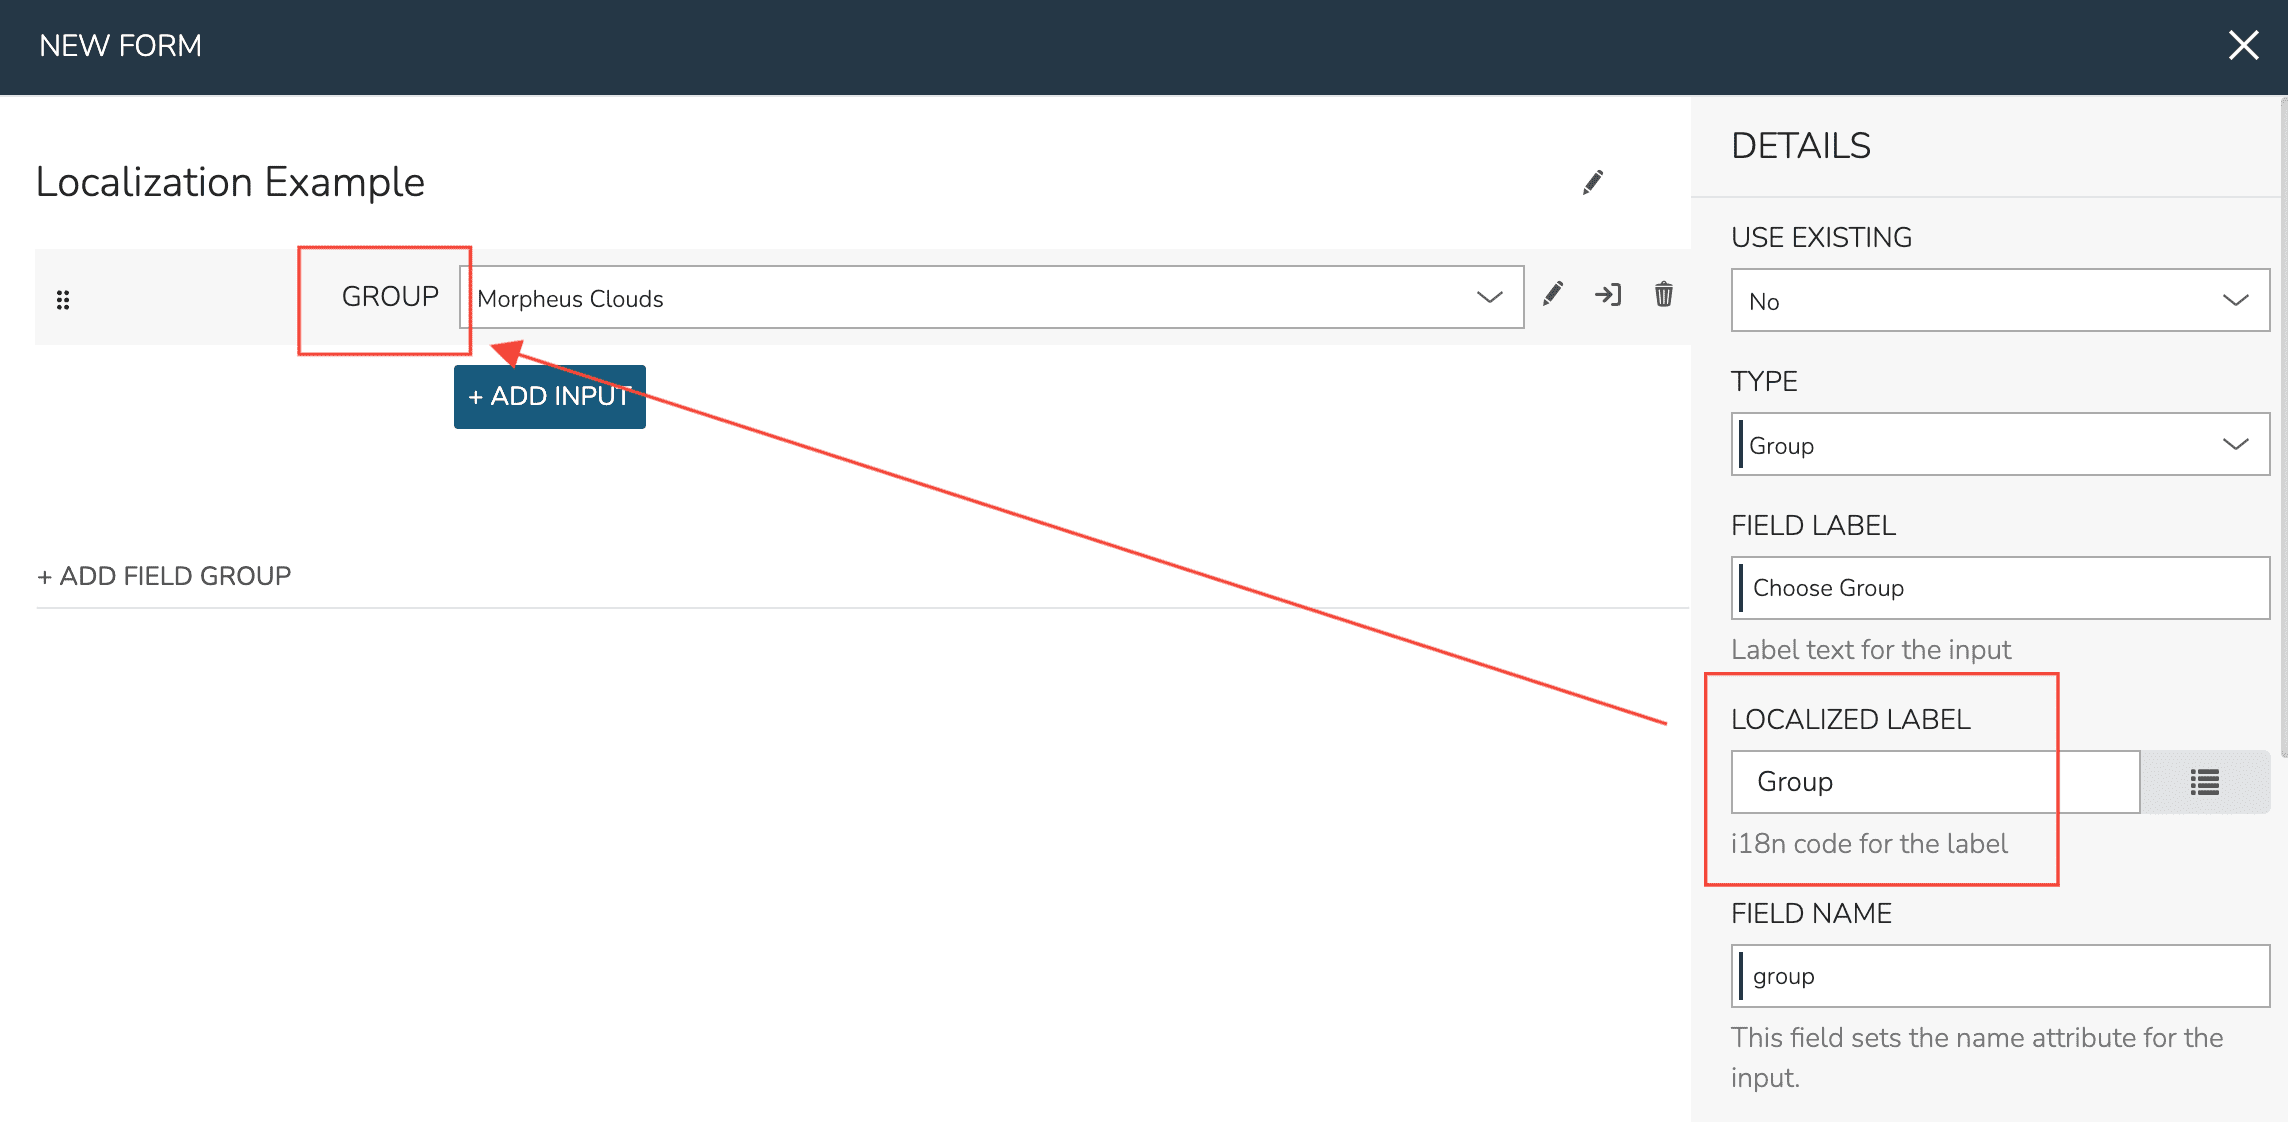 NEW FORM
Localization Example
GROUP
Morpheus Clouds
+ ADD INPUT
+ ADD FIELD GROUP
DETAILS
USE EXISTING
No
TYPE
Group
FIELD LABEL
Choose Group
Label text for the input
LOCALIZED LABEL
Group
i18n code for the label
FIELD NAME
group
This field sets the name attribute for the
input.